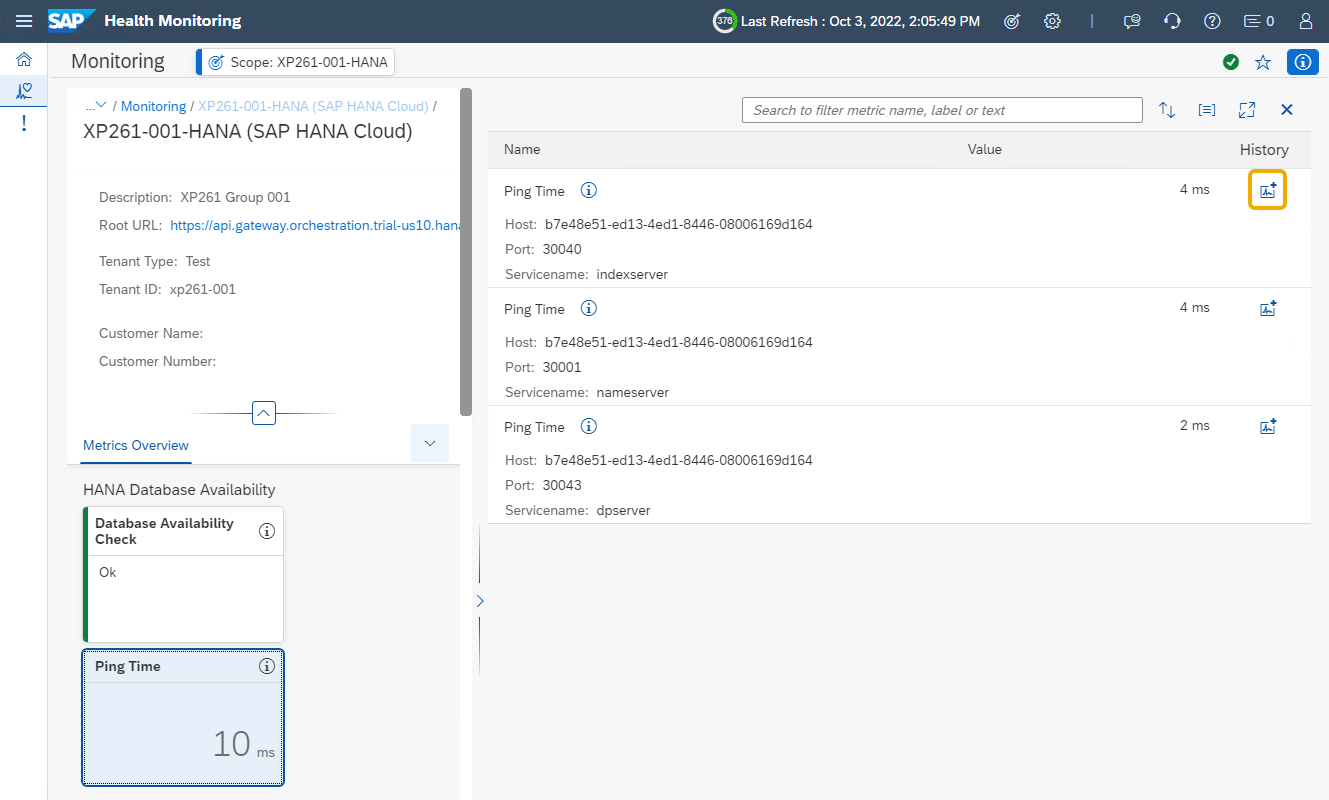 SAP Health Monitoring
376 Last Refresh : Oct 3, 2022, 2:05:49 PM
0
Monitoring
Scope: XP261-001-HANA
... / Monitoring / XP261-001-HANA (SAP HANA Cloud) /
XP261-001-HANA (SAP HANA Cloud)
Description: XP261 Group 001
Root URL: https://api.gateway.orchestration.trial-us10.hana
Tenant Type: Test
Tenant ID: xp261-001
Customer Name:
Customer Number:
Metrics Overview
HANA Database Availability
Database Availability
Check
Ok
Ping Time
10 ms
Search to filter metric name, label or text
Name Value History
Ping Time 4 ms
Host: b7e48e51-ed13-4ed1-8446-08006169d164
Port: 30040
Servicename: indexserver
Ping Time 4 ms
Host: b7e48e51-ed13-4ed1-8446-08006169d164
Port: 30001
Servicename: nameserver
Ping Time 2 ms
Host: b7e48e51-ed13-4ed1-8446-08006169d164
Port: 30043
Servicename: dpserver